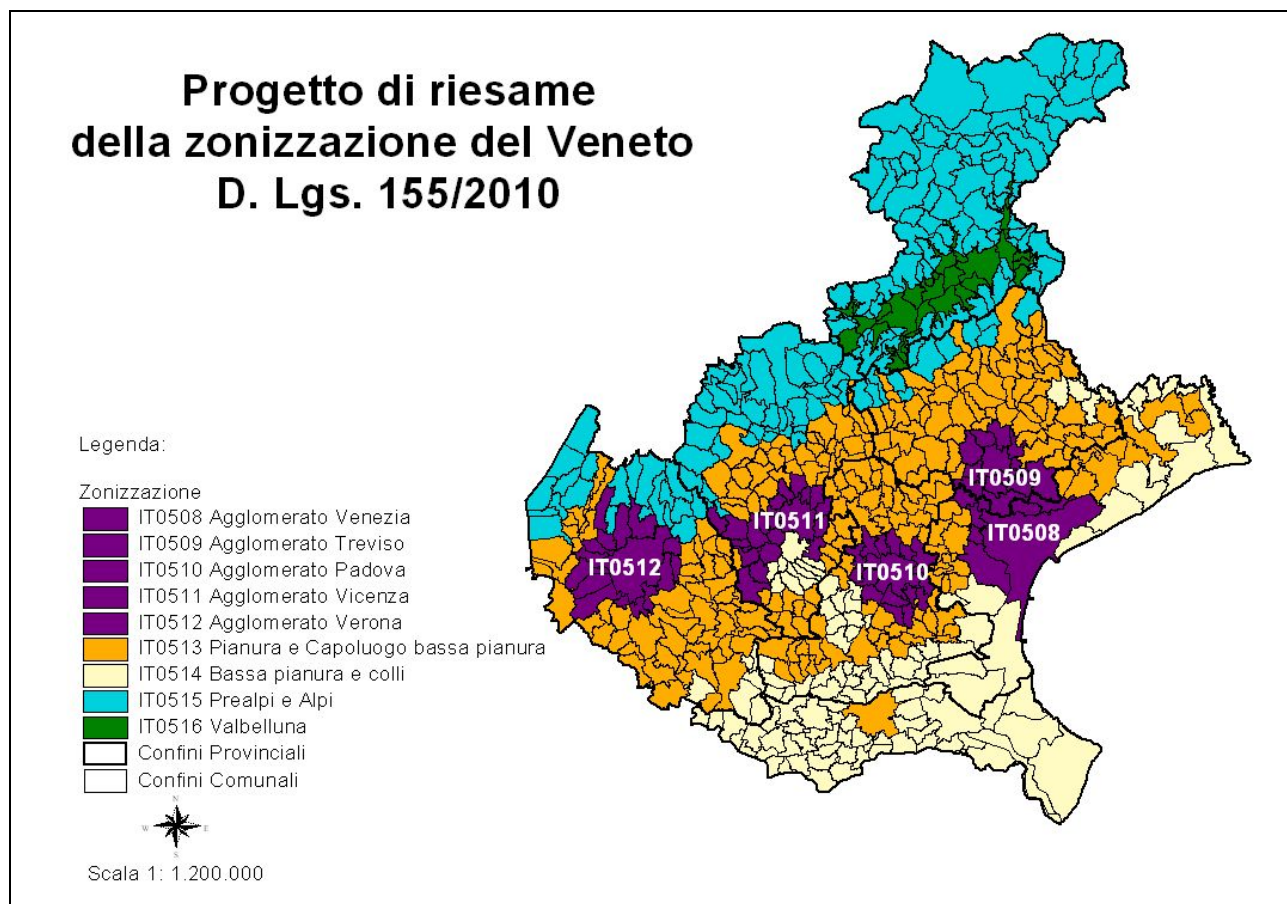 Progetto di riesame
della zonizzazione del Veneto
D. Lgs. 155/2010
Legenda:
Zonizzazione
IT0508 Agglomerato Venezia
IT0509 Agglomerato Treviso
IT0510 Agglomerato Padova
IT0511 Agglomerato Vicenza
IT0512 Agglomerato Verona
IT0513 Pianura e Capoluogo bassa pianura
IT0514 Bassa pianura e colli
IT0515 Prealpi e Alpi
IT0516 Valbelluna
Confini Provinciali
Confini Comunali
N
W E
S
Scala 1: 1.200.000
IT0509
IT0511
IT0508
IT0512
IT0510